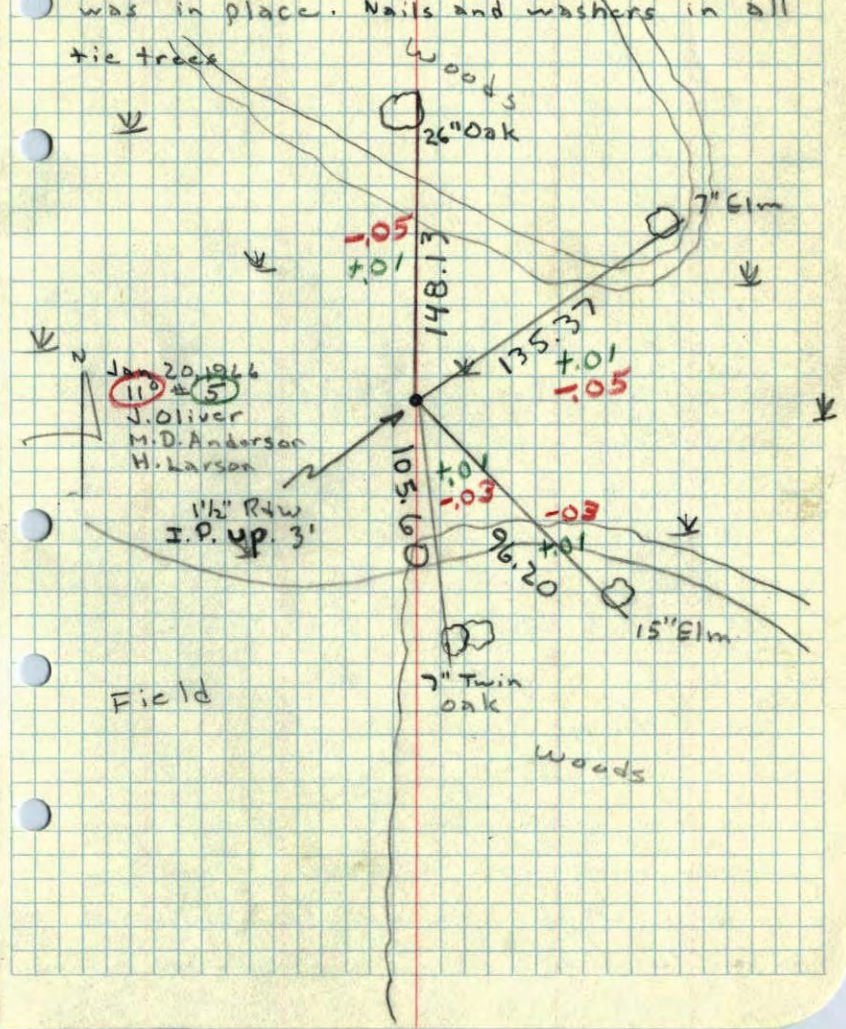 was in place. Nails and washers in all
tie trees
Woods
26" Oak
7" Elm
-.05
+.01
148.13
135.37
+.01
-.05
N
Jan 20, 1966
11° # 5
J. Oliver
M.D. Anderson
H. Larson
1½" R+W
I.P. up .3'
105.60
+.01
-.03
-.03
+.01
96.20
15" Elm
7" Twin
oak
Field
Woods